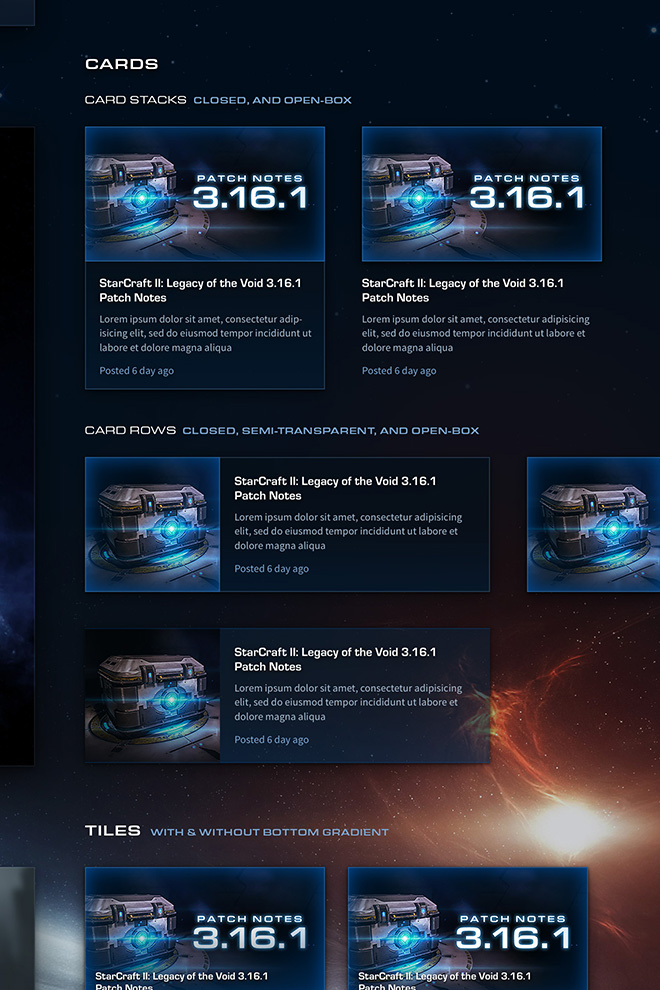 CARDS
CARD STACKS CLOSED, AND OPEN-BOX
PATCH NOTES
3.16.1
StarCraft II: Legacy of the Void 3.16.1
Patch Notes
Lorem ipsum dolor sit amet, consectetur adip-
isicing elit, sed do eiusmod tempor incididunt ut
labore et dolore magna aliqua
Posted 6 day ago
PATCH NOTES
3.16.1
StarCraft II: Legacy of the Void 3.16.1
Patch Notes
Lorem ipsum dolor sit amet, consectetur adipisicing
elit, sed do eiusmod tempor incididunt ut labore et
dolore magna aliqua
Posted 6 day ago
CARD ROWS CLOSED, SEMI-TRANSPARENT, AND OPEN-BOX
StarCraft II: Legacy of the Void 3.16.1
Patch Notes
Lorem ipsum dolor sit amet, consectetur adipisicing
elit, sed do eiusmod tempor incididunt ut labore et
dolore magna aliqua
Posted 6 day ago
StarCraft II: Legacy of the Void 3.16.1
Patch Notes
Lorem ipsum dolor sit amet, consectetur adipisicing
elit, sed do eiusmod tempor incididunt ut labore et
dolore magna aliqua
Posted 6 day ago
TILES WITH & WITHOUT BOTTOM GRADIENT
PATCH NOTES
3.16.1
StarCraft II: Legacy of the Void 3.16.1
Patch Notes
PATCH NOTES
3.16.1
StarCraft II: Legacy of the Void 3.16.1
Patch Notes